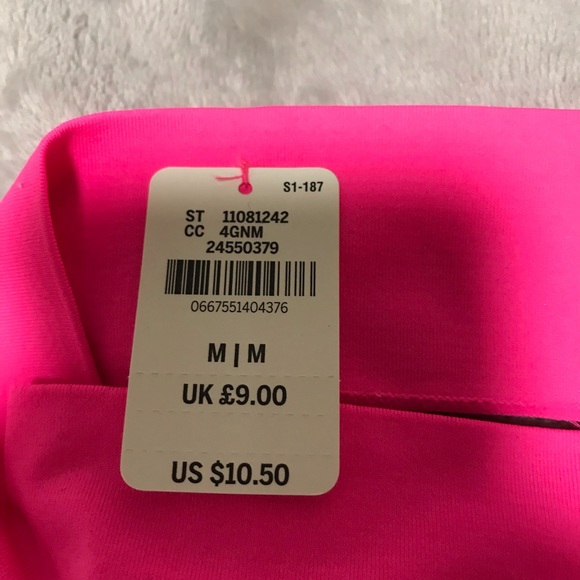 S1-187
ST 11081242
CC 4GNM
24550379
0667551404376
M | M
UK £9.00
US $10.50